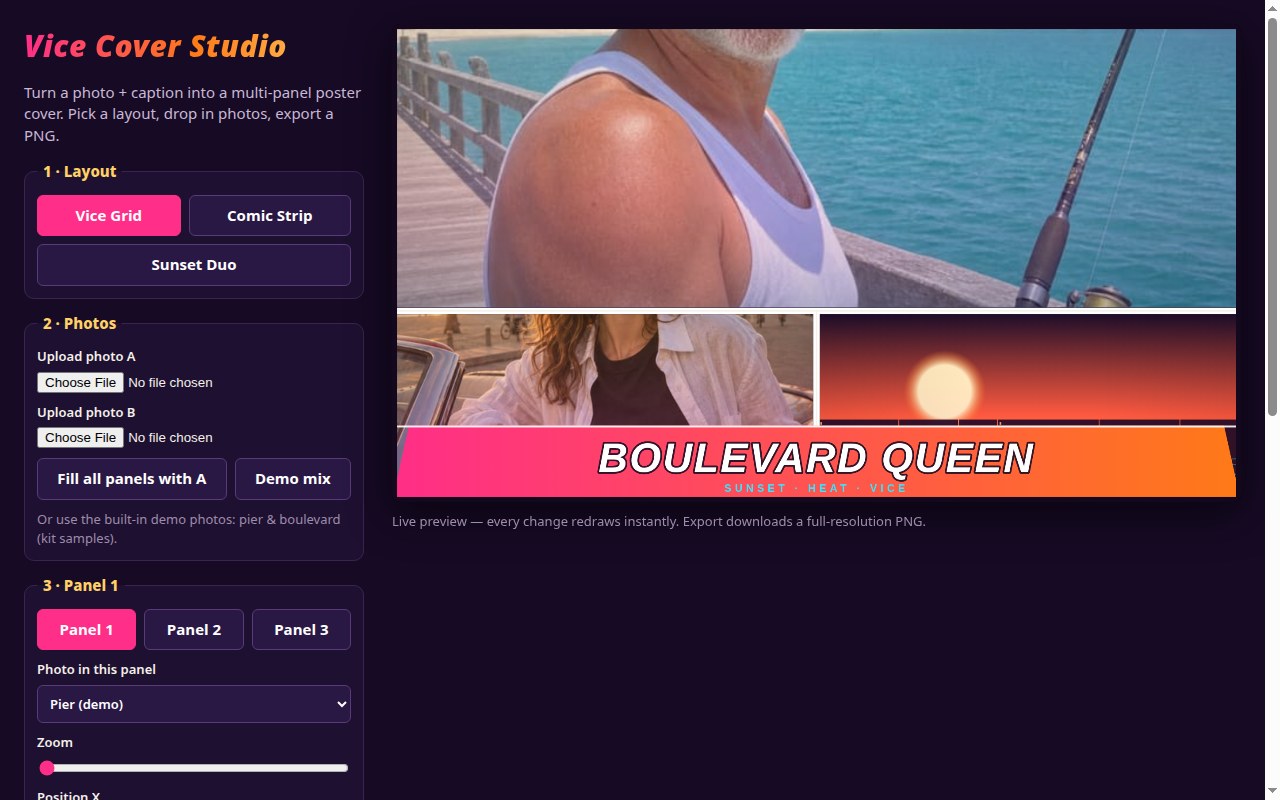 Vice Cover Studio
Turn a photo + caption into a multi-panel poster
cover. Pick a layout, drop in photos, export a
PNG.
1 · Layout
Vice Grid
Comic Strip
Sunset Duo
2 · Photos
Upload photo A
Choose File No file chosen
Upload photo B
Choose File No file chosen
Fill all panels with A
Demo mix
Or use the built-in demo photos: pier & boulevard
(kit samples).
3 · Panel 1
Panel 1
Panel 2
Panel 3
Photo in this panel
Pier (demo)
Zoom
Position X
BOULEVARD QUEEN
SUNSET · HEAT · VICE
Live preview — every change redraws instantly. Export downloads a full-resolution PNG.